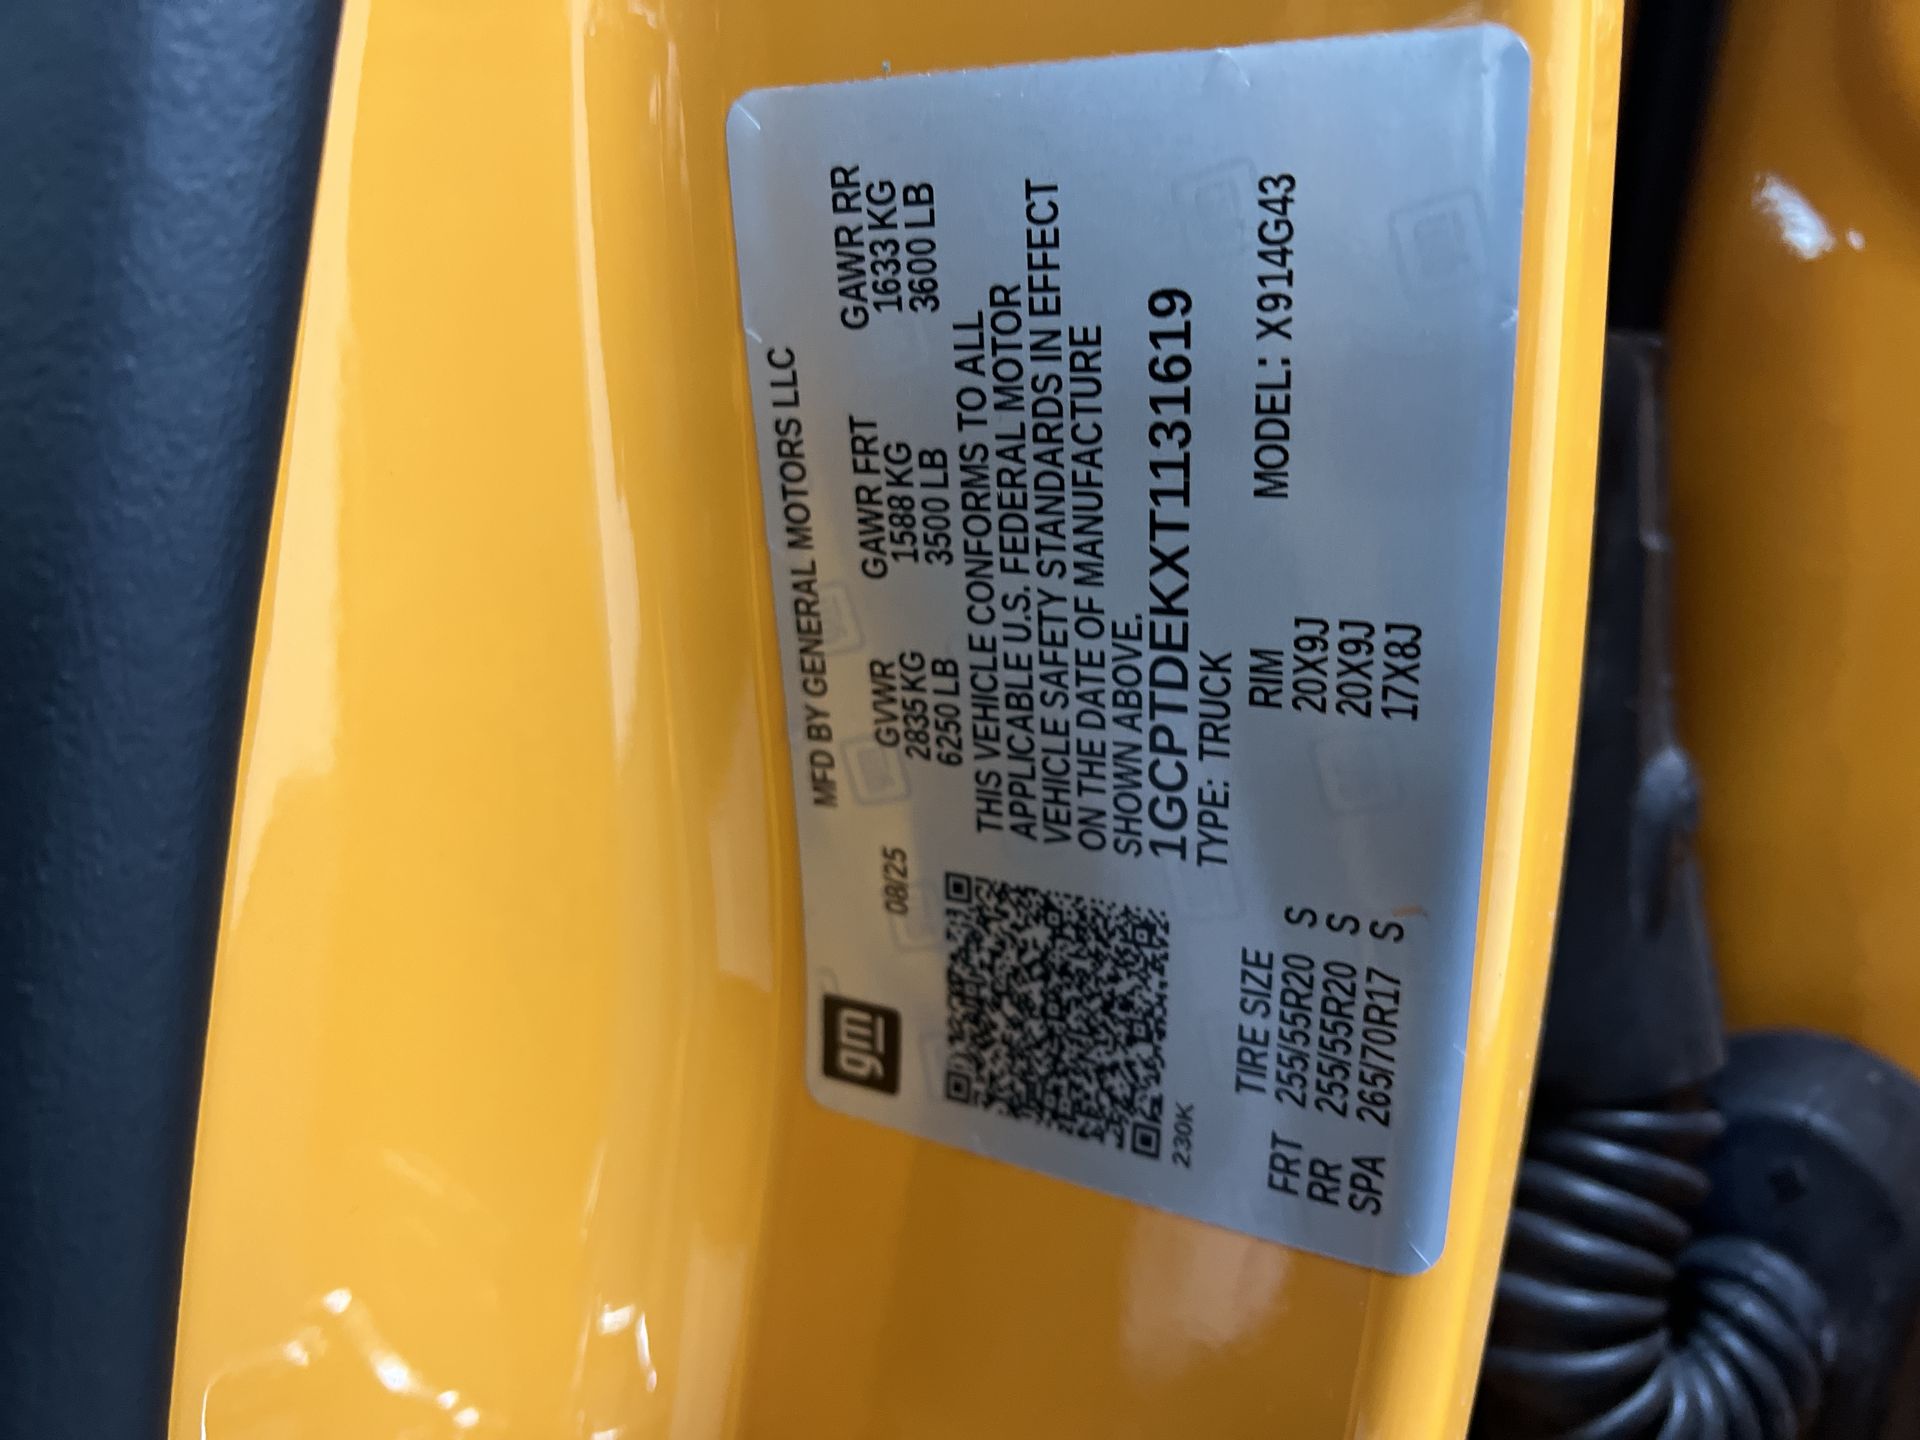 gm
MFD BY GENERAL MOTORS LLC
08/25
GVWR GAWR FRT GAWR RR
2835 KG 1588 KG 1633 KG
6250 LB 3500 LB 3600 LB
THIS VEHICLE CONFORMS TO ALL
APPLICABLE U.S. FEDERAL MOTOR
VEHICLE SAFETY STANDARDS IN EFFECT
ON THE DATE OF MANUFACTURE
SHOWN ABOVE.
1GCPTDEKXT1131619
230K
TYPE: TRUCK
MODEL: X914G43
TIRE SIZE RIM
FRT 255/55R20 S 20X9J
RR 255/55R20 S 20X9J
SPA 265/70R17 S 17X8J